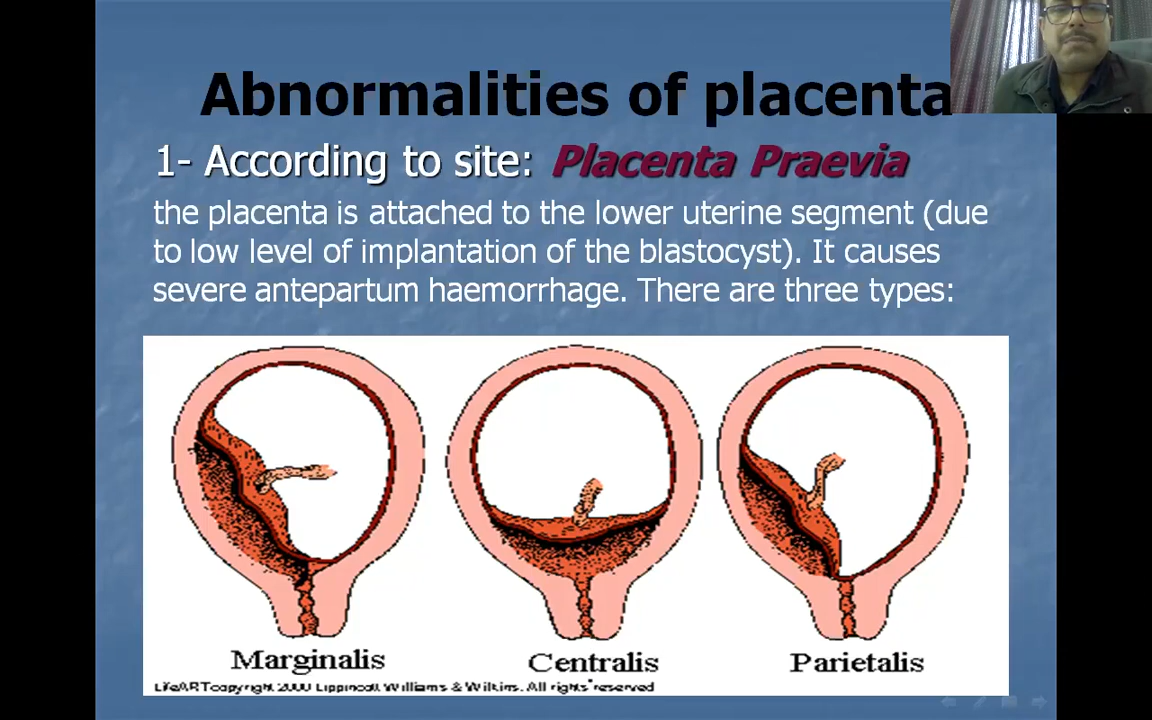 Abnormalities of placenta
1- According to site: Placenta Praevia
the placenta is attached to the lower uterine segment (due
to low level of implantation of the blastocyst). It causes
severe antepartum haemorrhage. There are three types:
Marginalis
Centralis
Parietalis
LifeART copyright 2000 Lippincott Williams & Wilkins. All rights reserved